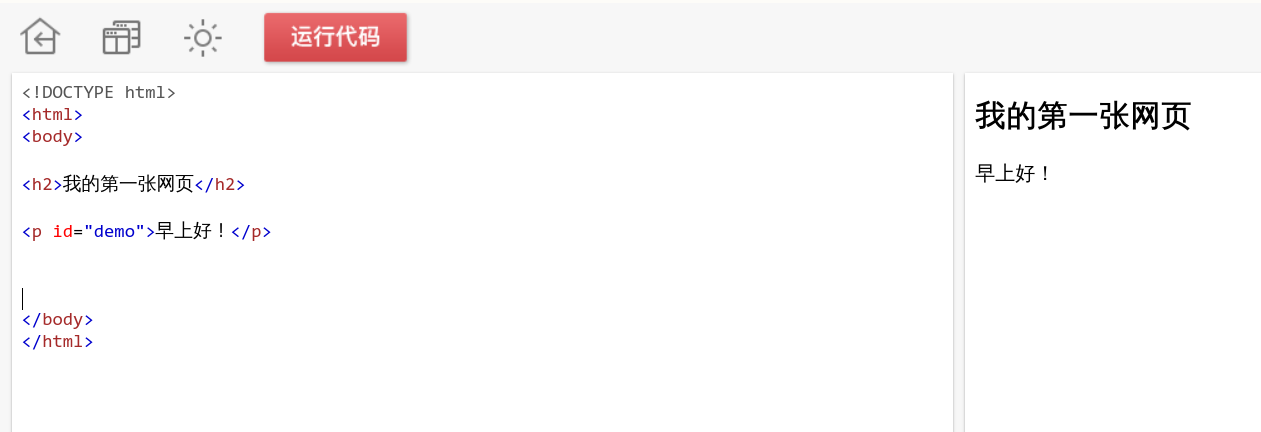 运行代码
<!DOCTYPE html>
<html>
<body>
<h2>我的第一张网页</h2>
<p id="demo">早上好！</p>
</body>
</html>
我的第一张网页
早上好！